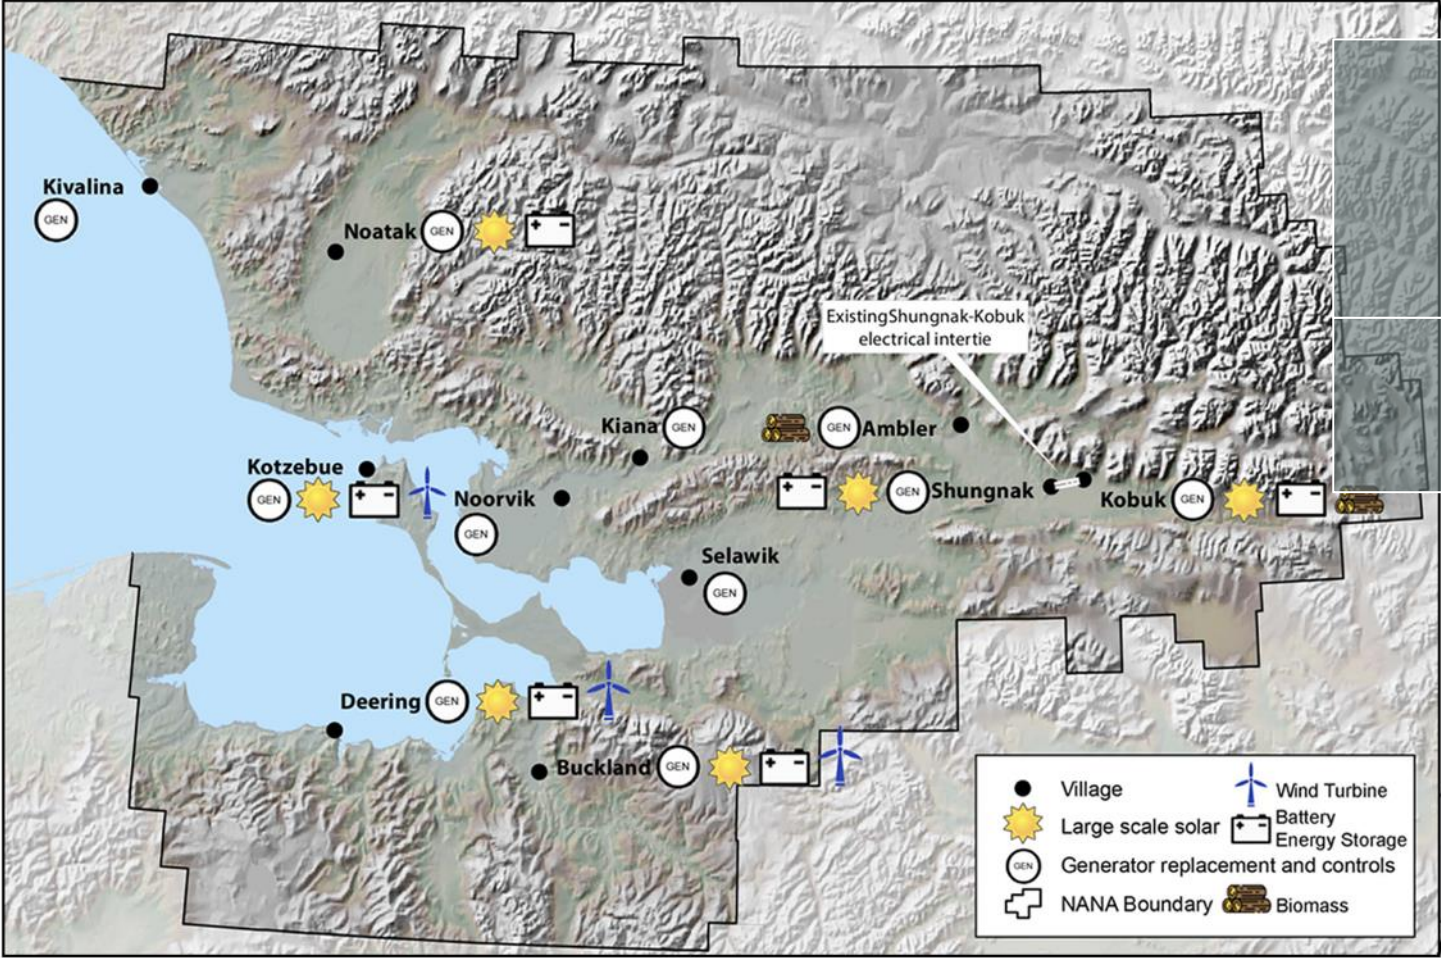 Kivalina
GEN
Noatak GEN + -
ExistingShungnak-Kobuk
electrical intertie
Kiana GEN
GEN Ambler
Kotzebue
GEN + -
Noorvik
GEN
+ - GEN Shungnak
Kobuk GEN + -
Selawik
GEN
Deering GEN + -
Buckland GEN + -
Village
Wind Turbine
Large scale solar
+ - Battery
Energy Storage
GEN Generator replacement and controls
NANA Boundary
Biomass